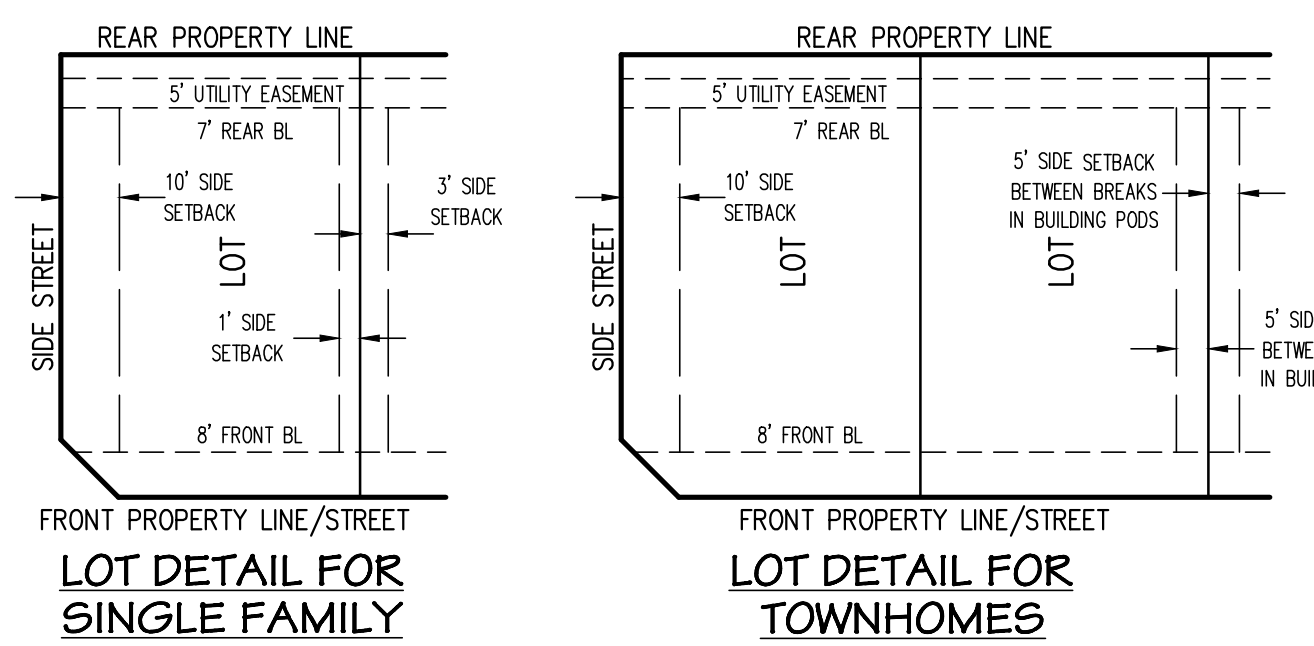 REAR PROPERTY LINE
5' UTILITY EASEMENT
7' REAR BL
10' SIDE
SETBACK
3' SIDE
SETBACK
SIDE STREET
LOT
1' SIDE
SETBACK
8' FRONT BL
FRONT PROPERTY LINE/STREET
LOT DETAIL FOR
SINGLE FAMILY
REAR PROPERTY LINE
5' UTILITY EASEMENT
7' REAR BL
10' SIDE
SETBACK
5' SIDE SETBACK
BETWEEN BREAKS
IN BUILDING PODS
SIDE STREET
LOT
LOT
5'
IN
8' FRONT BL
FRONT PROPERTY LINE/STREET
LOT DETAIL FOR
TOWNHOMES